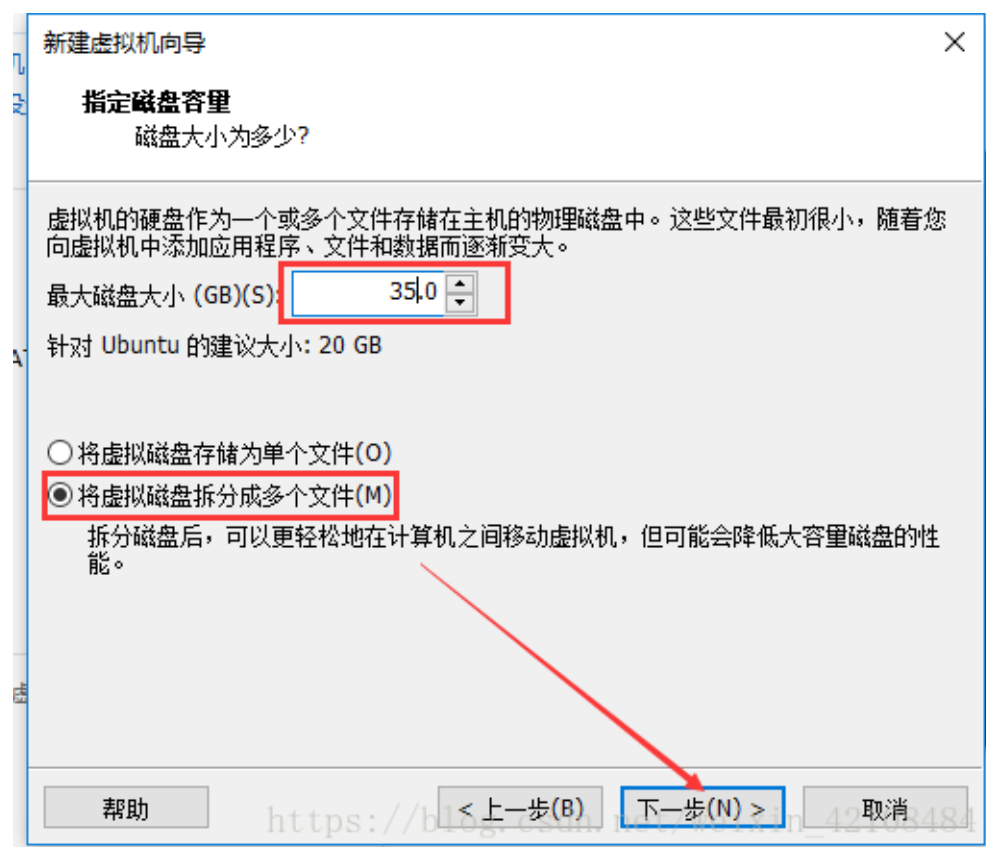 新建虚拟机向导
指定磁盘容量
磁盘大小为多少?
虚拟机的硬盘作为一个或多个文件存储在主机的物理磁盘中。这些文件最初很小，随着您
向虚拟机中添加应用程序、文件和数据而逐渐变大。
最大磁盘大小 (GB)(S): 35.0
针对 Ubuntu 的建议大小: 20 GB
将虚拟磁盘存储为单个文件(O)
将虚拟磁盘拆分成多个文件(M)
拆分磁盘后，可以更轻松地在计算机之间移动虚拟机，但可能会降低大容量磁盘的性
能。
帮助 < 上一步(B) 下一步(N) > 取消
https://blog.csdn.net/weixin_42108484